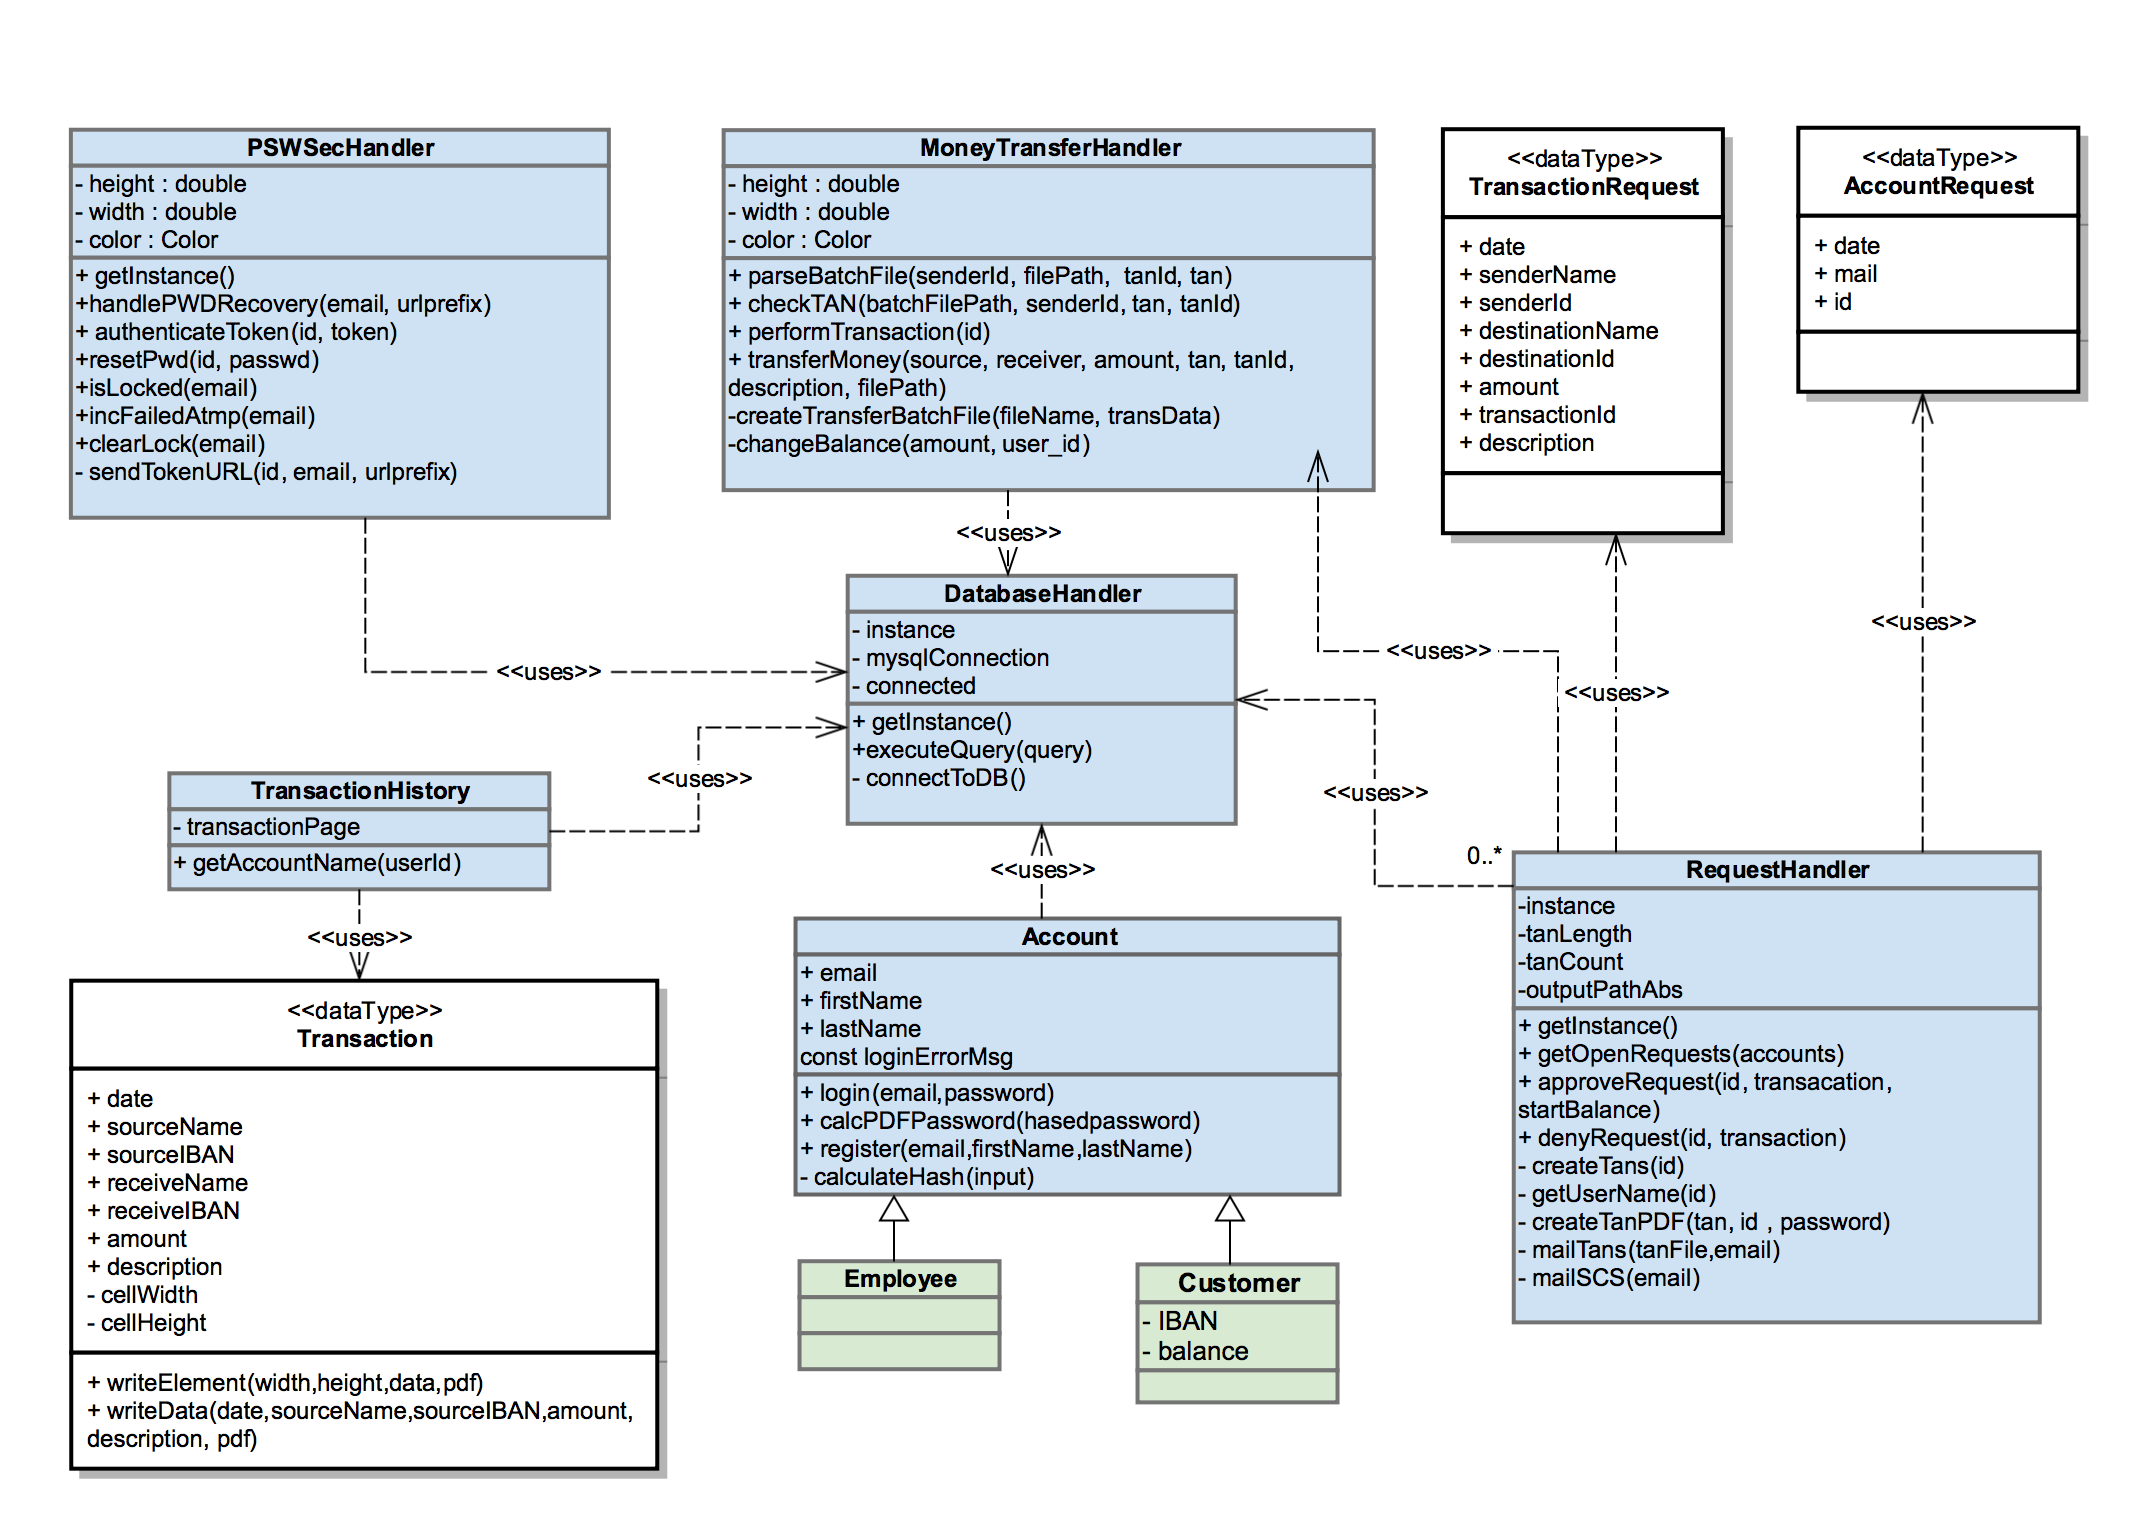 PSWSecHandler
- height : double
- width : double
- color : Color
+ getInstance()
+handlePWDRecovery(email, urlprefix)
+ authenticateToken(id, token)
+resetPwd(id, passwd)
+isLocked(email)
+incFailedAtmp(email)
+clearLock(email)
- sendTokenURL(id, email, urlprefix)
MoneyTransferHandler
- height : double
- width : double
- color : Color
+ parseBatchFile(senderId, filePath, tanId, tan)
+ checkTAN(batchFilePath, senderId, tan, tanId)
+ performTransaction(id)
+ transferMoney(source, receiver, amount, tan, tanId,
description, filePath)
-createTransferBatchFile(fileName, transData)
-changeBalance(amount, user_id)
<<dataType>>
TransactionRequest
+ date
+ senderName
+ senderId
+ destinationName
+ destinationId
+ amount
+ transactionId
+ description
<<dataType>>
AccountRequest
+ date
+ mail
+ id
<<uses>>
<<uses>>
<<uses>>
<<uses>>
<<uses>>
DatabaseHandler
- instance
- mysqlConnection
- connected
+ getInstance()
+executeQuery(query)
- connectToDB()
<<uses>>
<<uses>>
TransactionHistory
- transactionPage
+ getAccountName(userId)
<<uses>>
<<uses>>
0..*
<<dataType>>
Transaction
+ date
+ sourceName
+ sourceIBAN
+ receiveName
+ receiveIBAN
+ amount
+ description
- cellWidth
- cellHeight
+ writeElement(width,height,data,pdf)
+ writeData(date,sourceName,sourceIBAN,amount,
description, pdf)
Account
+ email
+ firstName
+ lastName
const loginErrorMsg
+ login(email,password)
+ calcPDFPassword(hasedpassword)
+ register(email,firstName,lastName)
- calculateHash(input)
Employee
Customer
- IBAN
- balance
RequestHandler
-instance
-tanLength
-tanCount
-outputPathAbs
+ getInstance()
+ getOpenRequests(accounts)
+ approveRequest(id, transacation,
startBalance)
+ denyRequest(id, transaction)
- createTans(id)
- getUserName(id)
- createTanPDF(tan, id , password)
- mailTans(tanFile,email)
- mailSCS(email)